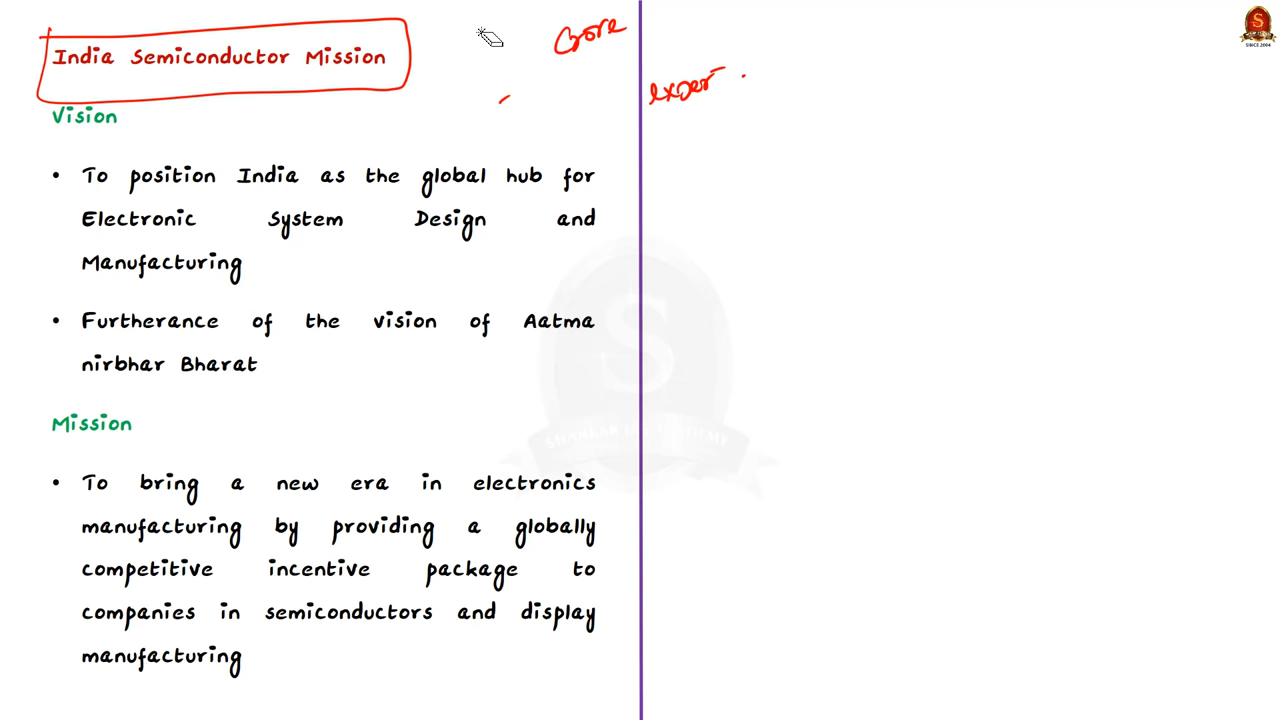 India Semiconductor Mission
Vision
• To position India as the global hub for
Electronic System Design and
Manufacturing
• Furtherance of the vision of Aatma
nirbhar Bharat
Mission
• To bring a new era in electronics
manufacturing by providing a globally
competitive incentive package to
companies in semiconductors and display
manufacturing
S
SINCE 2004
S